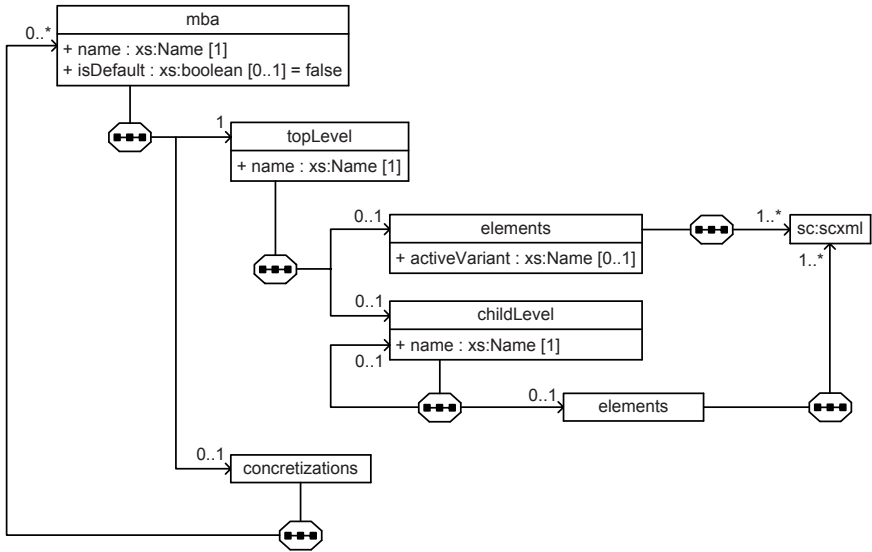 mba
0..*
+ name : xs:Name [1]
+ isDefault : xs:boolean [0..1] = false
1
topLevel
+ name : xs:Name [1]
0..1
elements
+ activeVariant : xs:Name [0..1]
1..*
sc:scxml
1..*
0..1
childLevel
+ name : xs:Name [1]
0..1
0..1
elements
0..1
concretizations